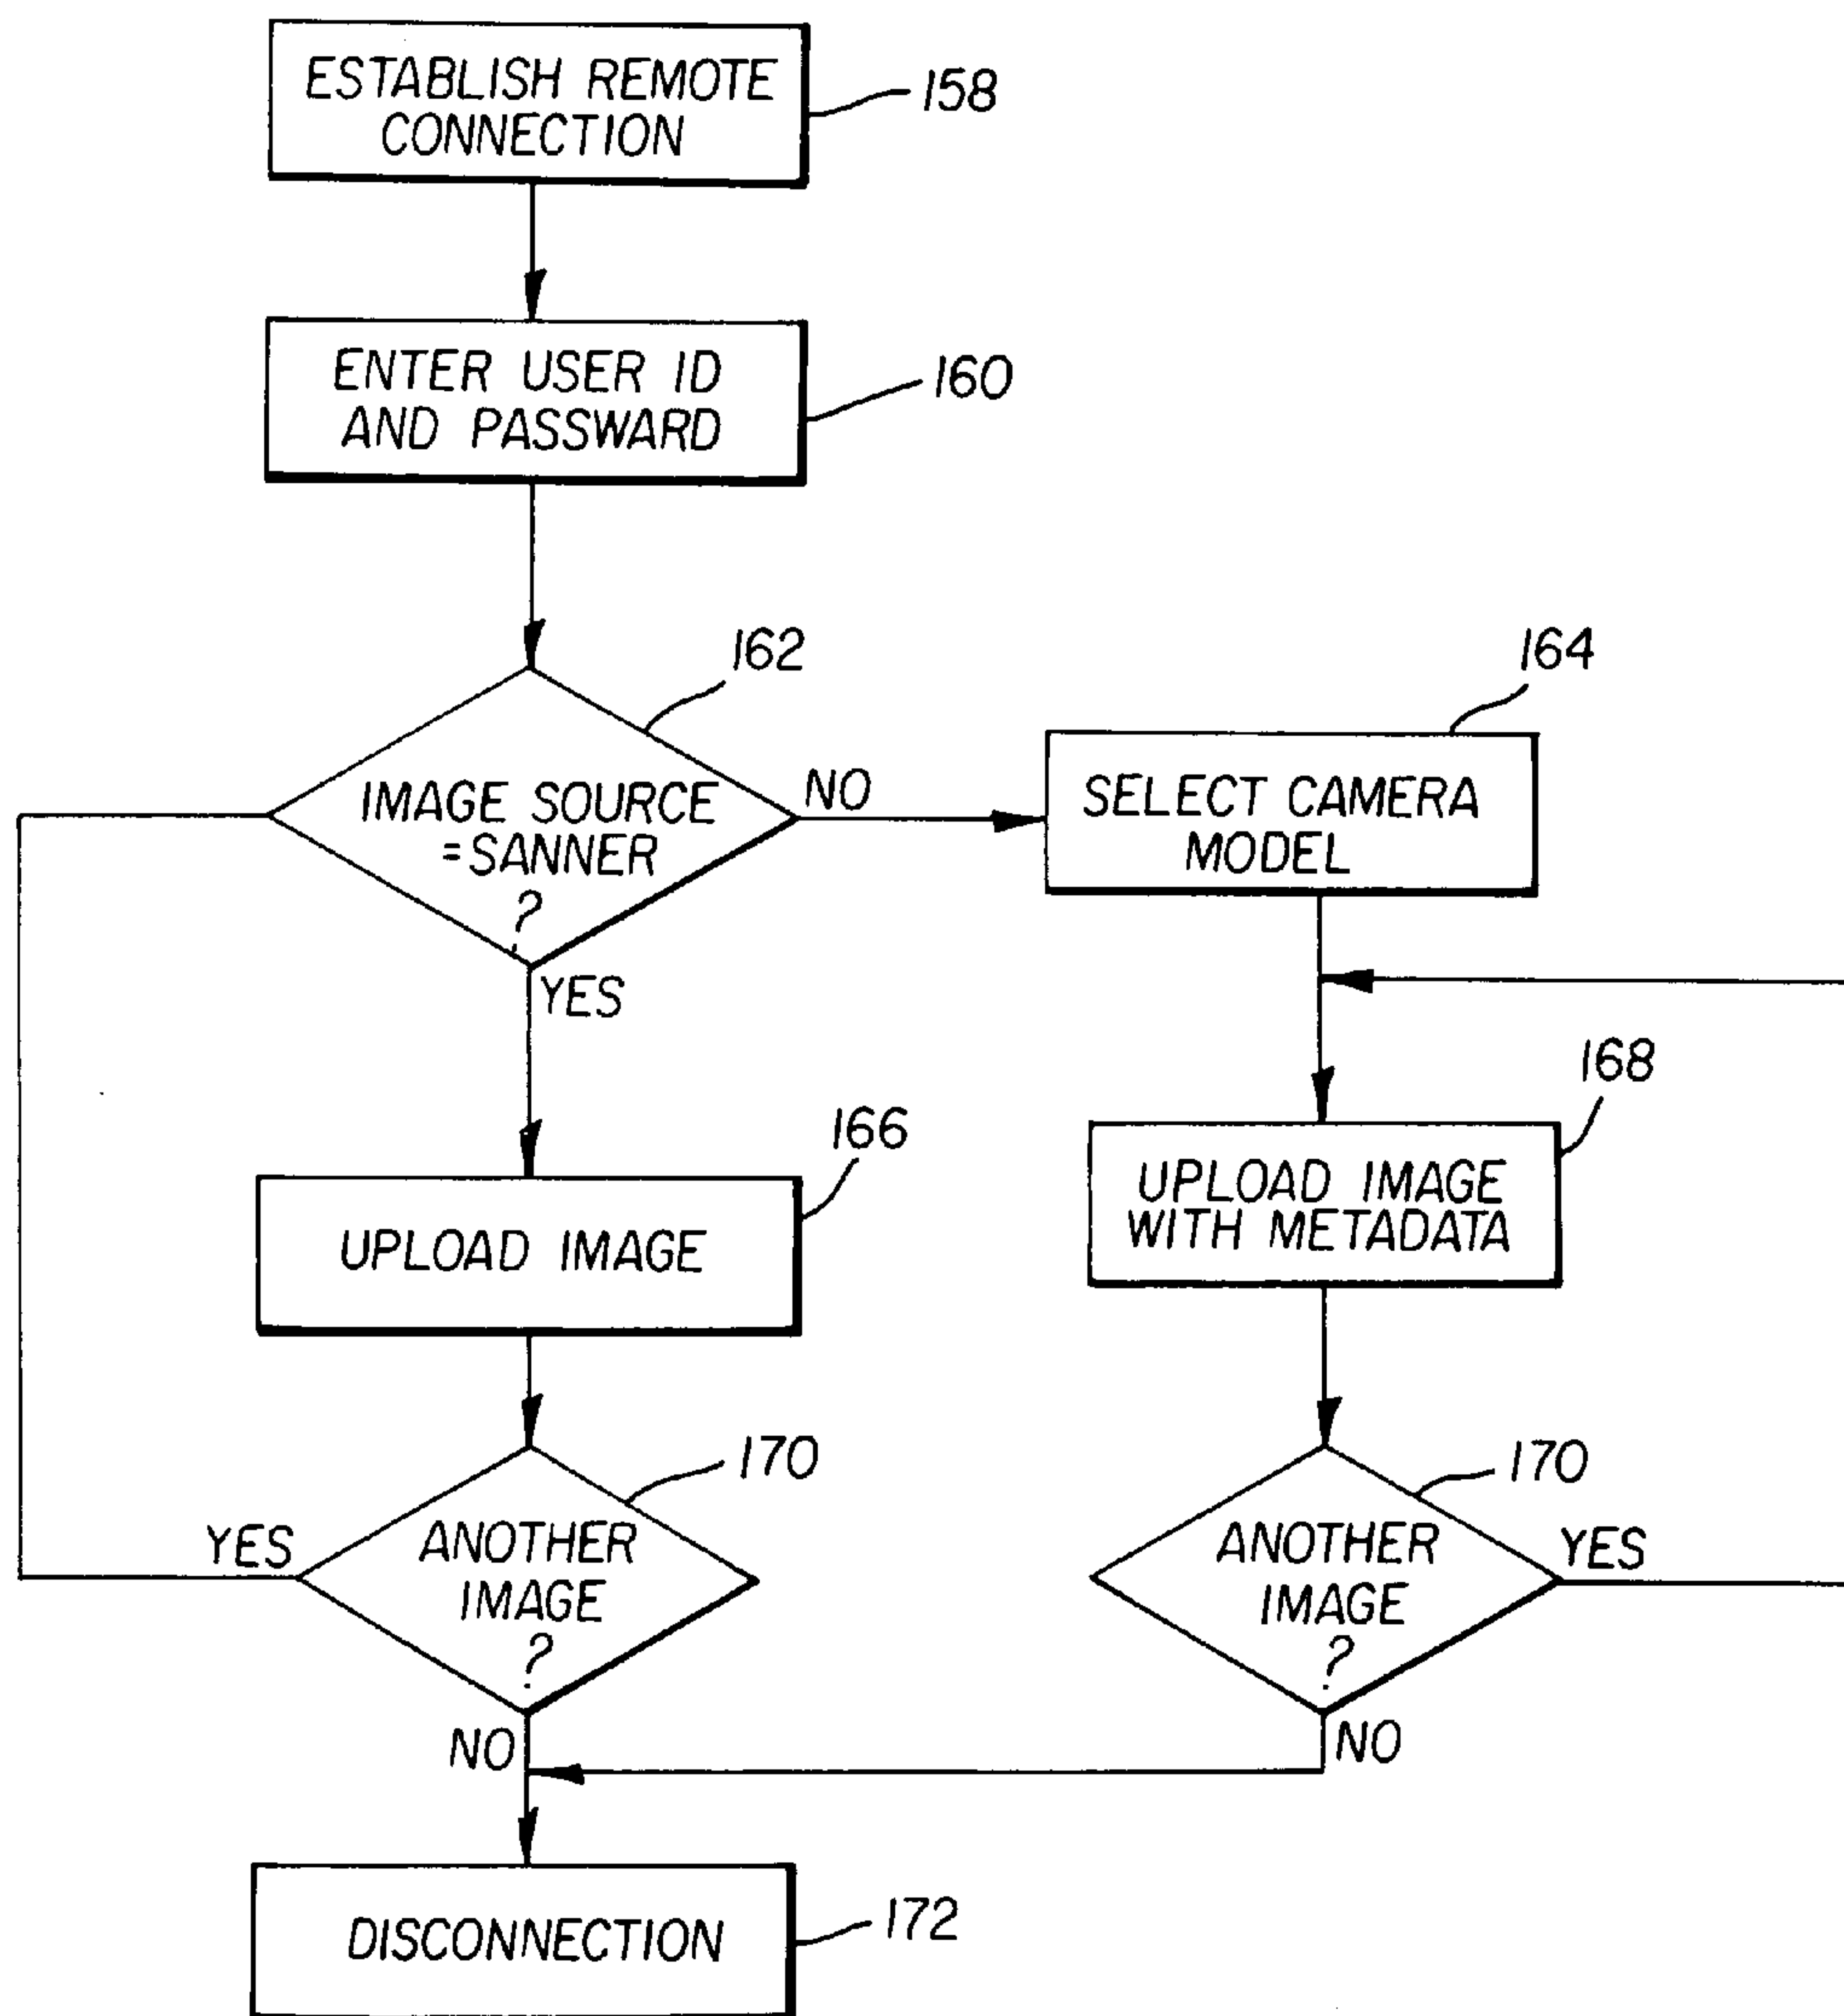 ESTABLISH REMOTE
CONNECTION
158
ENTER USER ID
AND PASSWARD
160
162
IMAGE SOURCE
=SANNER
?
NO
YES
164
SELECT CAMERA
MODEL
166
UPLOAD IMAGE
168
UPLOAD IMAGE
WITH METADATA
170
ANOTHER
IMAGE
?
YES
NO
170
ANOTHER
IMAGE
?
YES
NO
DISCONNECTION
172